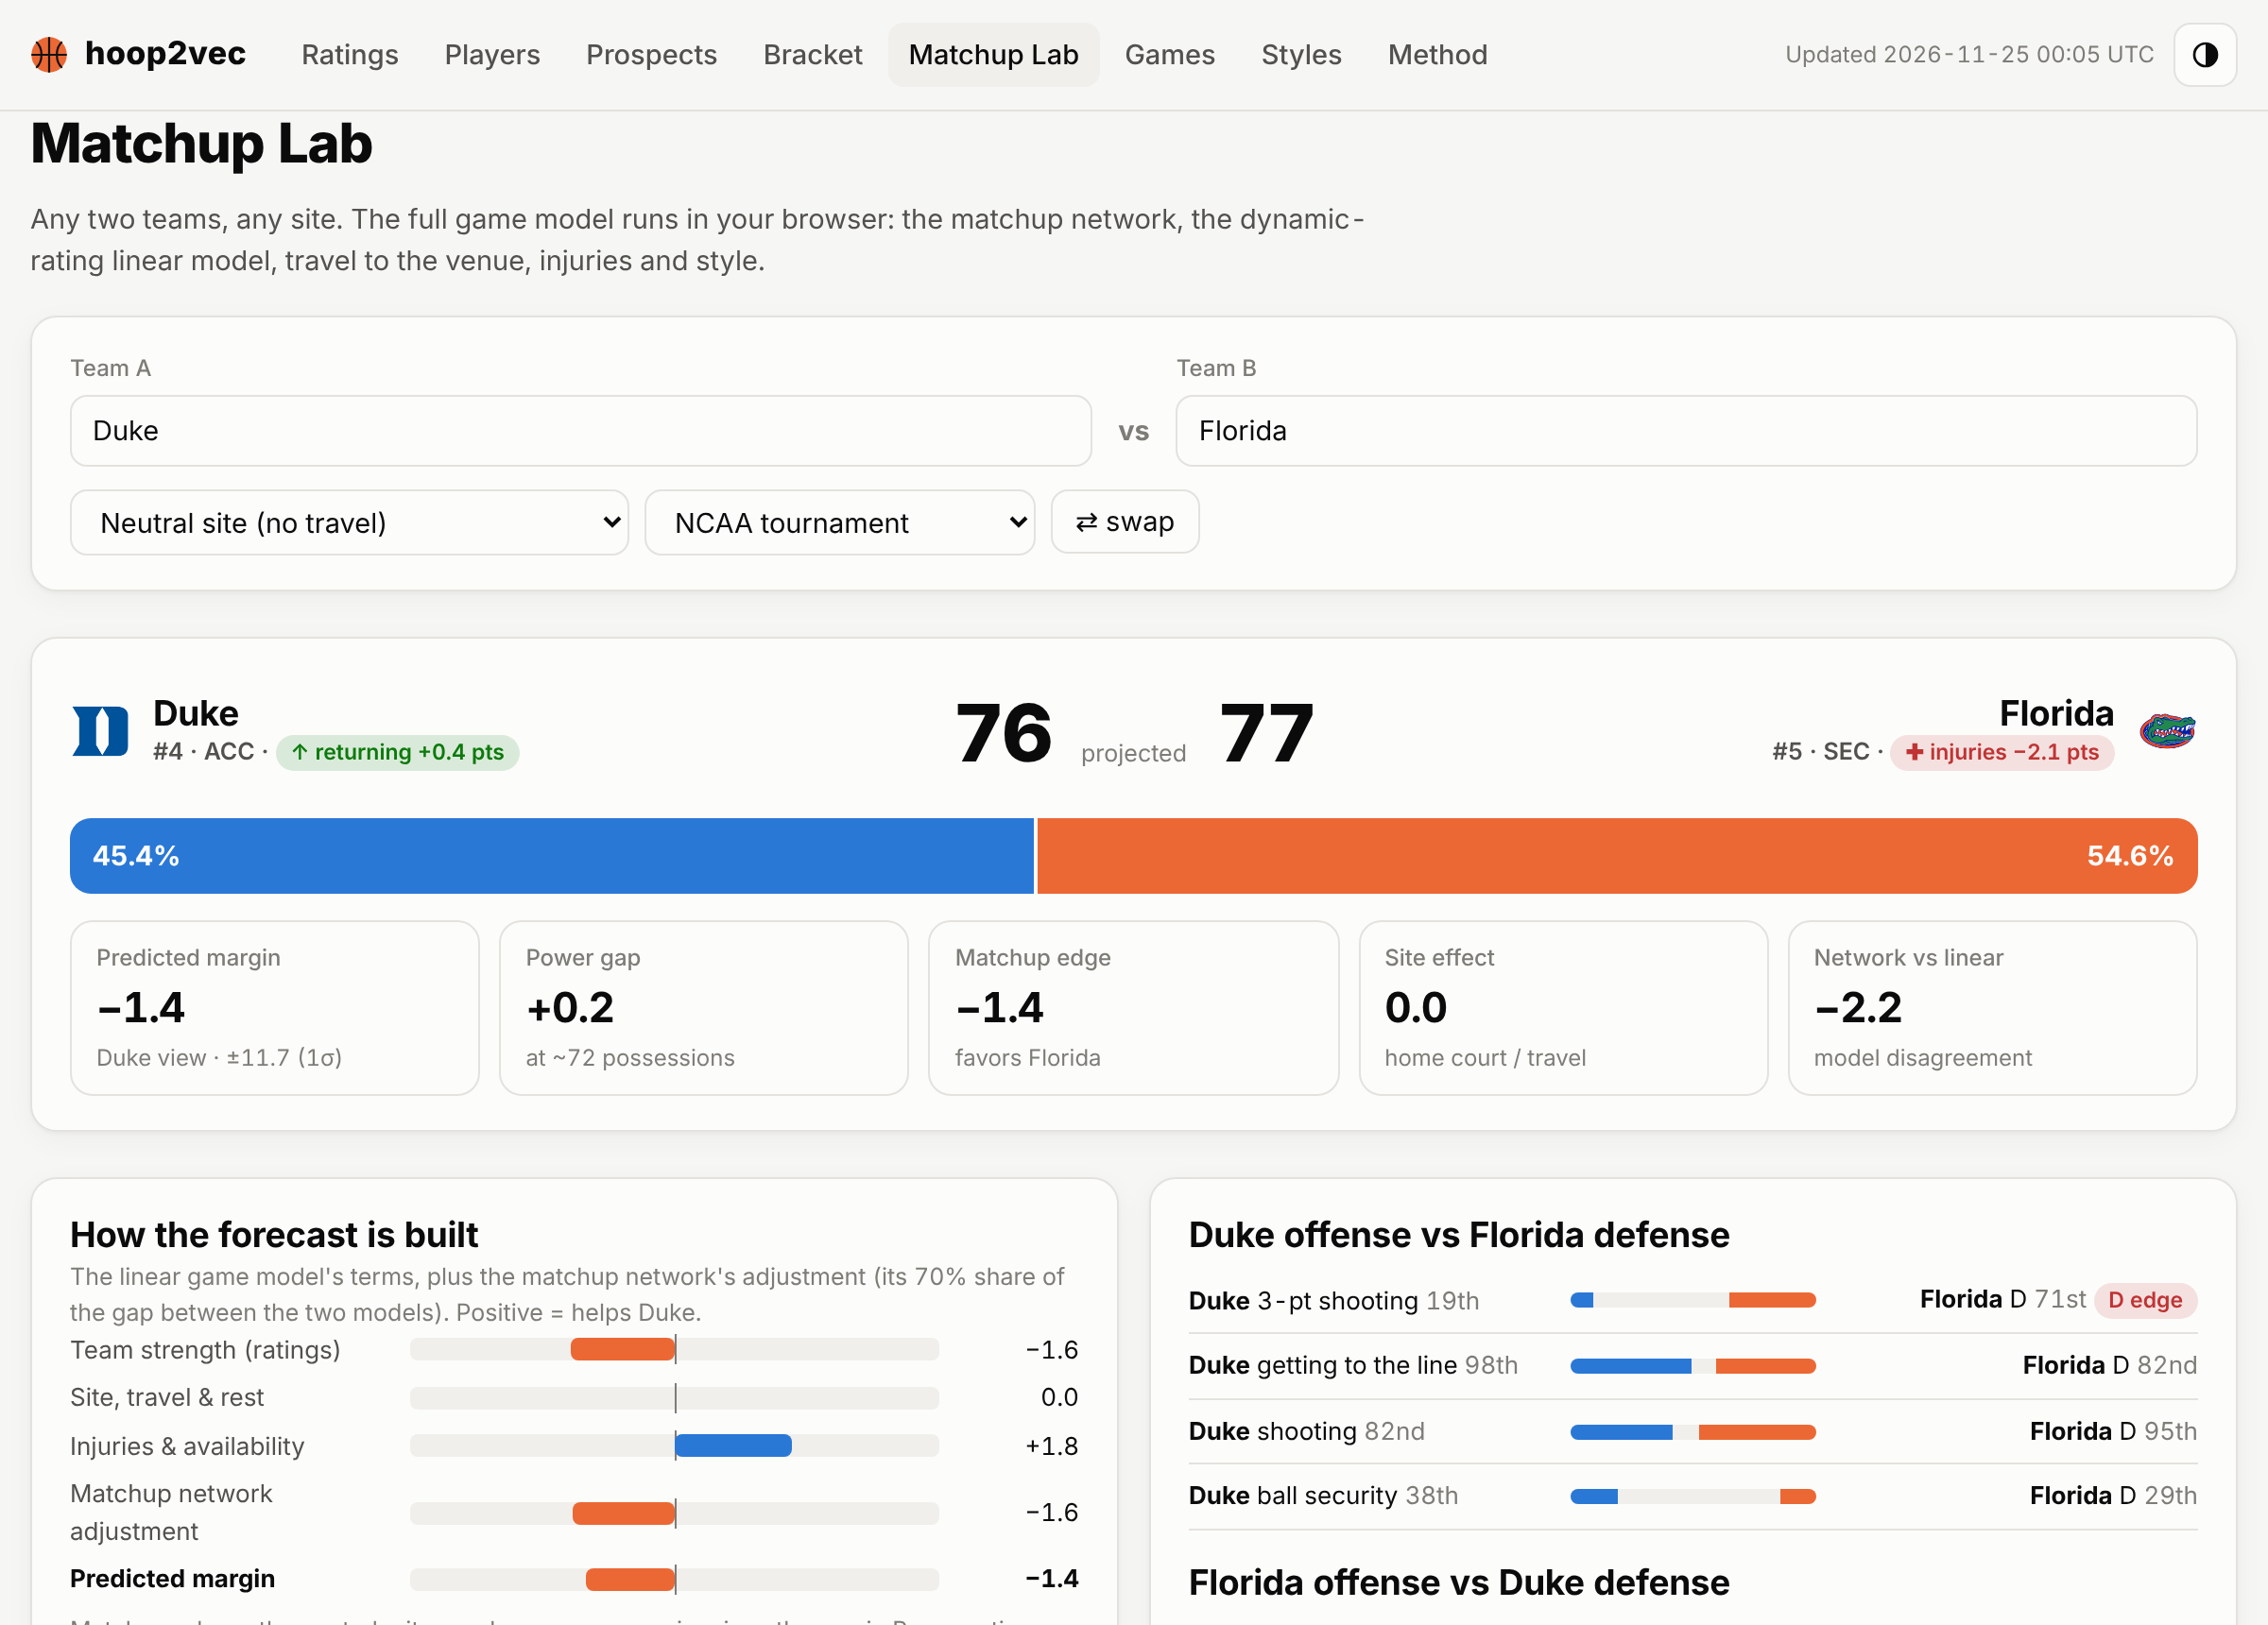 hoop2vec Ratings Players Prospects Bracket Matchup Lab Games Styles Method Updated 2026-11-25 00:05 UTC
Matchup Lab
Any two teams, any site. The full game model runs in your browser: the matchup network, the dynamic-
rating linear model, travel to the venue, injuries and style.
Team A
Duke
vs
Team B
Florida
Neutral site (no travel) NCAA tournament ⇄ swap
Duke
#4 · ACC · ↑ returning +0.4 pts
76 projected 77
Florida
#5 · SEC · ✚ injuries −2.1 pts
45.4% 54.6%
Predicted margin
−1.4
Duke view · ±11.7 (1σ)
Power gap
+0.2
at ~72 possessions
Matchup edge
−1.4
favors Florida
Site effect
0.0
home court / travel
Network vs linear
−2.2
model disagreement
How the forecast is built
The linear game model's terms, plus the matchup network's adjustment (its 70% share of
the gap between the two models). Positive = helps Duke.
Team strength (ratings) −1.6
Site, travel & rest 0.0
Injuries & availability +1.8
Matchup network
adjustment −1.6
Predicted margin −1.4
Duke offense vs Florida defense
Duke 3-pt shooting 19th Florida D 71st D edge
Duke getting to the line 98th Florida D 82nd
Duke shooting 82nd Florida D 95th
Duke ball security 38th Florida D 29th
Florida offense vs Duke defense